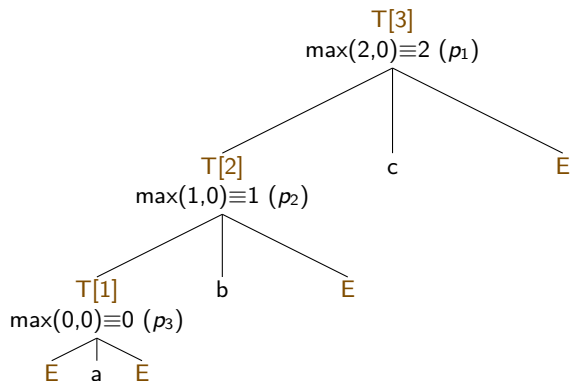 T[3]
max(2,0)≡2 (p₁)
T[2] c E
max(1,0)≡1 (p₂)
T[1] b E
max(0,0)≡0 (p₃)
E a E